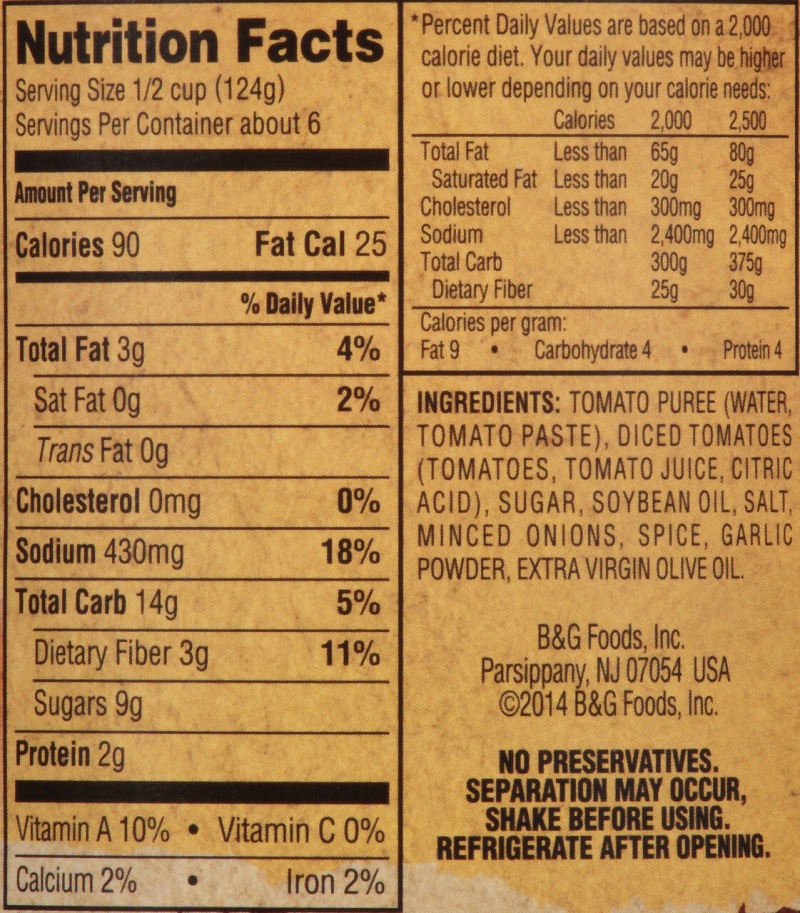 Nutrition Facts
Serving Size 1/2 cup (124g)
Servings Per Container about 6
Amount Per Serving
Calories 90 Fat Cal 25
% Daily Value*
Total Fat 3g 4%
Sat Fat 0g 2%
Trans Fat 0g
Cholesterol 0mg 0%
Sodium 430mg 18%
Total Carb 14g 5%
Dietary Fiber 3g 11%
Sugars 9g
Protein 2g
Vitamin A 10% • Vitamin C 0%
Calcium 2% • Iron 2%
*Percent Daily Values are based on a 2,000
calorie diet. Your daily values may be higher
or lower depending on your calorie needs:
Calories 2,000 2,500
Total Fat Less than 65g 80g
Saturated Fat Less than 20g 25g
Cholesterol Less than 300mg 300mg
Sodium Less than 2,400mg 2,400mg
Total Carb 300g 375g
Dietary Fiber 25g 30g
Calories per gram:
Fat 9 • Carbohydrate 4 • Protein 4
INGREDIENTS: TOMATO PUREE (WATER,
TOMATO PASTE), DICED TOMATOES
(TOMATOES, TOMATO JUICE, CITRIC
ACID), SUGAR, SOYBEAN OIL, SALT,
MINCED ONIONS, SPICE, GARLIC
POWDER, EXTRA VIRGIN OLIVE OIL.
B&G Foods, Inc.
Parsippany, NJ 07054 USA
©2014 B&G Foods, Inc.
NO PRESERVATIVES.
SEPARATION MAY OCCUR,
SHAKE BEFORE USING.
REFRIGERATE AFTER OPENING.